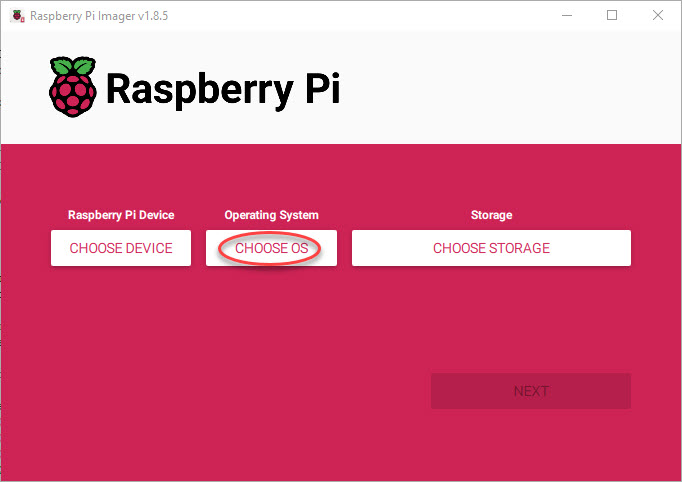 Raspberry Pi Imager v1.8.5
Raspberry Pi
Raspberry Pi Device
Operating System
Storage
CHOOSE DEVICE
CHOOSE OS
CHOOSE STORAGE
NEXT